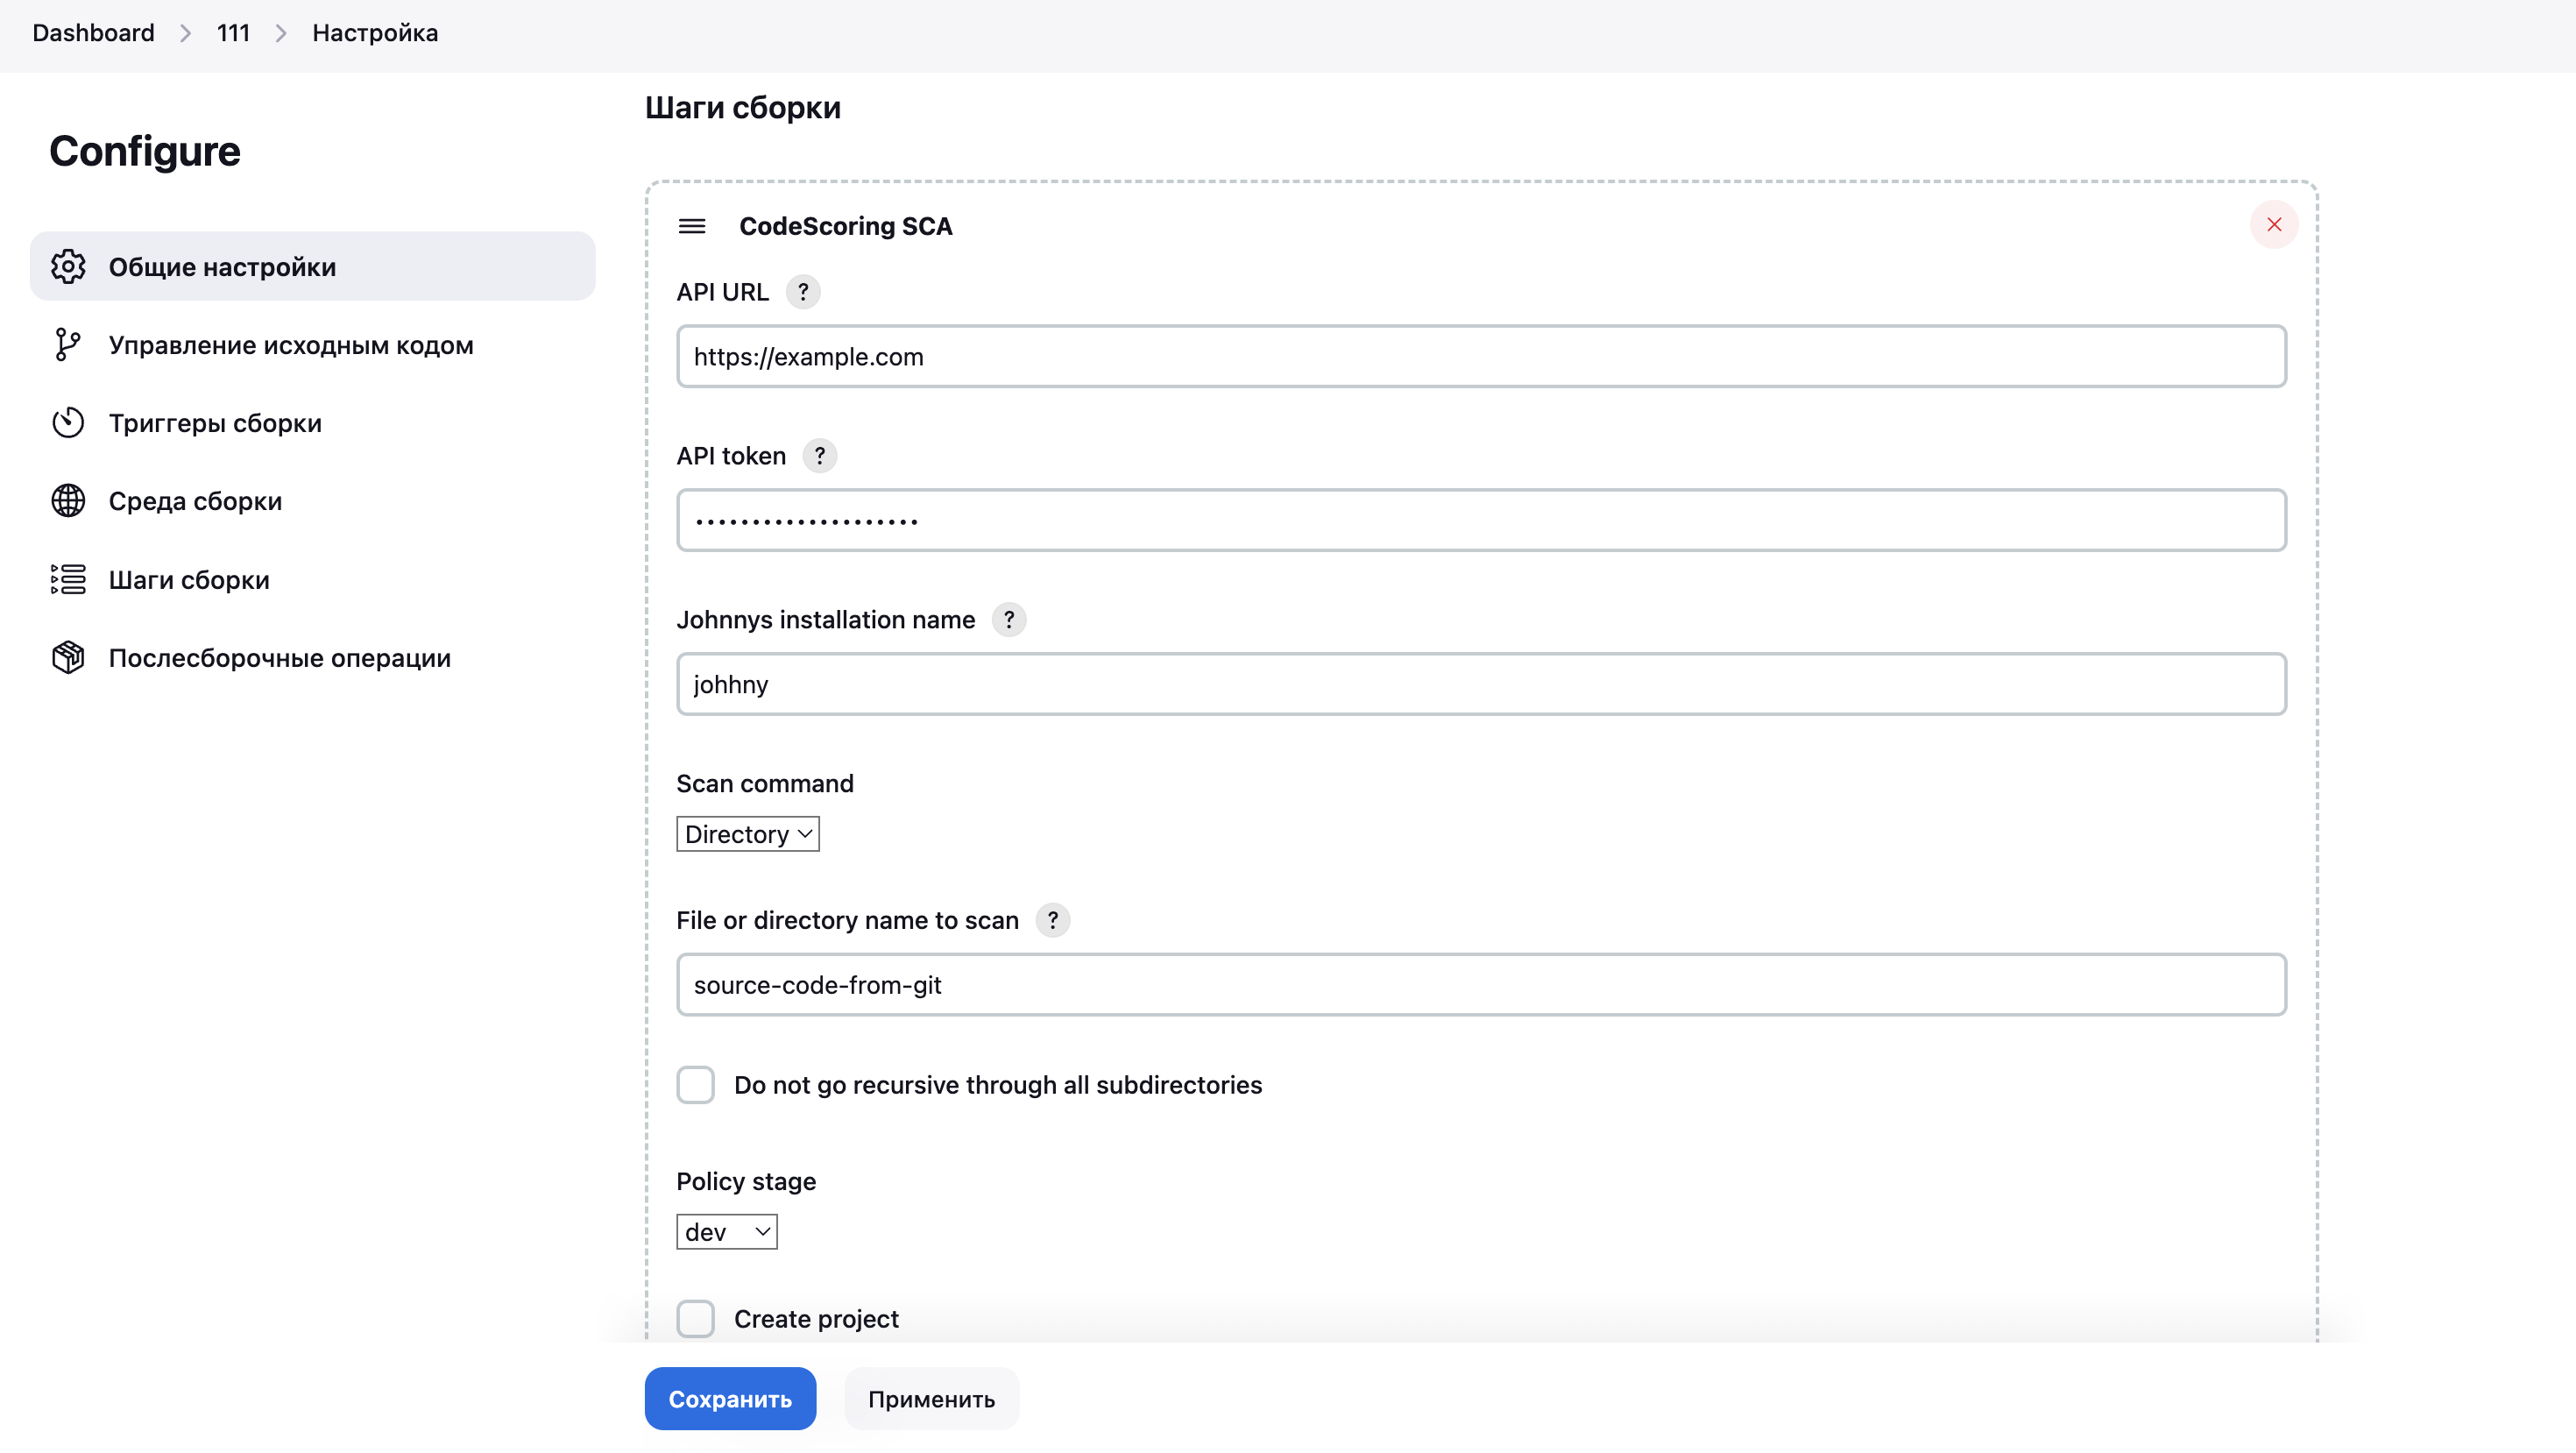 Dashboard > 111 > Настройка
Configure
Общие настройки
Управление исходным кодом
Триггеры сборки
Среда сборки
Шаги сборки
Послесборочные операции
Шаги сборки
CodeScoring SCA
API URL ?
https://example.com
API token ?
••••••••••••••••••••
Johnnys installation name ?
johhny
Scan command
Directory
File or directory name to scan ?
source-code-from-git
Do not go recursive through all subdirectories
Policy stage
dev
Create project
Сохранить
Применить